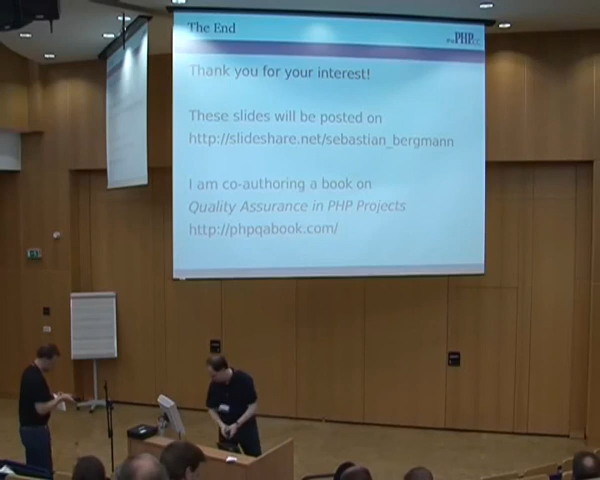 The End
thePHP.cc
Thank you for your interest!
These slides will be posted on
http://slideshare.net/sebastian_bergmann
I am co-authoring a book on
Quality Assurance in PHP Projects
http://phpqabook.com/